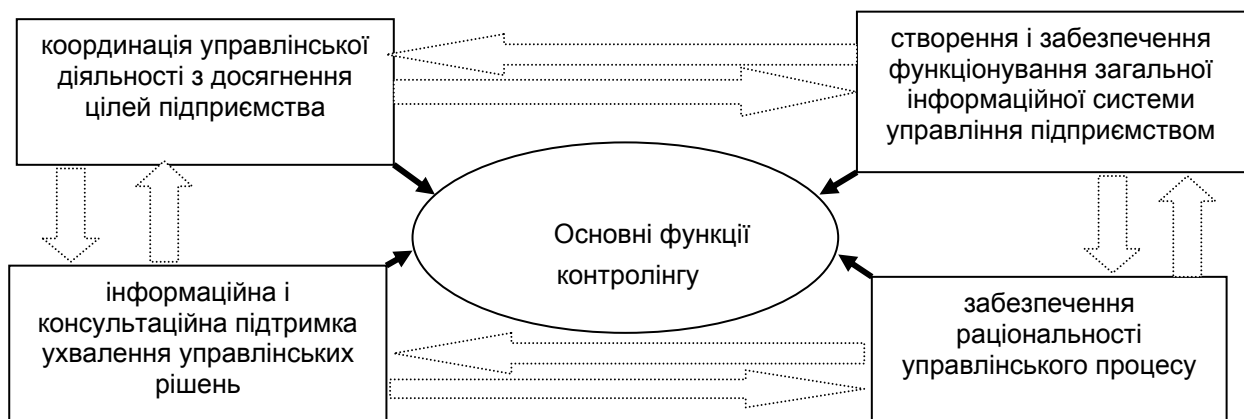 координація управлінської
діяльності з досягнення
цілей підприємства
створення і забезпечення
функціонування загальної
інформаційної системи
управління підприємством
Основні функції
контролінгу
інформаційна і
консультаційна підтримка
ухвалення управлінських
рішень
забезпечення
раціональності
управлінського процесу